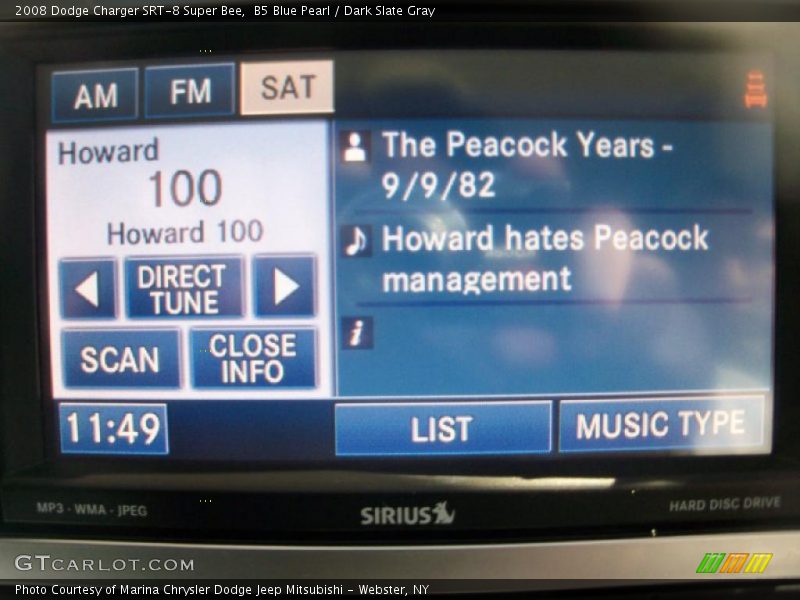 2008 Dodge Charger SRT-8 Super Bee,  B5 Blue Pearl / Dark Slate Gray
AM
FM
SAT
Howard
100
Howard 100
The Peacock Years -
9/9/82
Howard hates Peacock
management
i
DIRECT
TUNE
SCAN
CLOSE
INFO
11:49
LIST
MUSIC TYPE
MP3 - WMA - JPEG
SIRIUS
HARD DISC DRIVE
GTCARLOT.COM
Photo Courtesy of Marina Chrysler Dodge Jeep Mitsubishi - Webster, NY